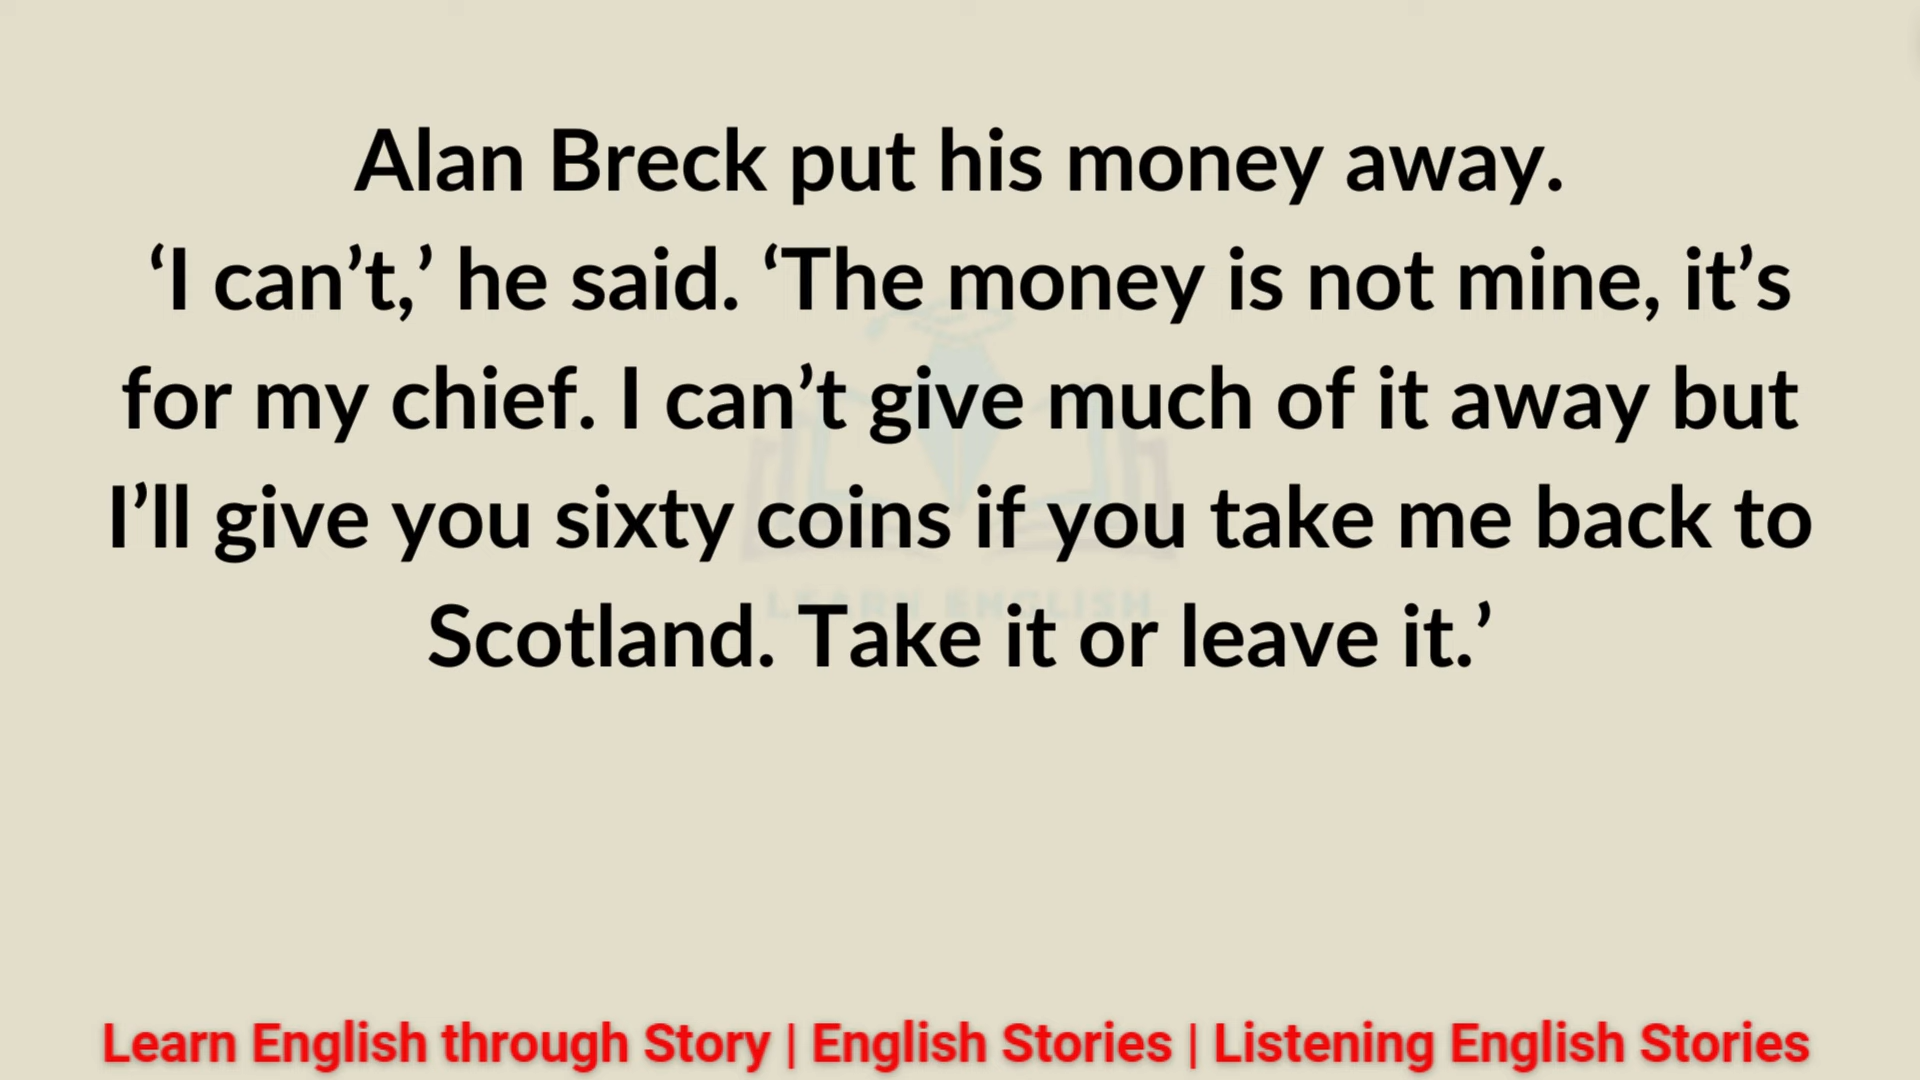 Alan Breck put his money away.
‘I can’t,’ he said. ‘The money is not mine, it’s
for my chief. I can’t give much of it away but
I’ll give you sixty coins if you take me back to
Scotland. Take it or leave it.’
LEARN ENGLISH
Learn English through Story | English Stories | Listening English Stories